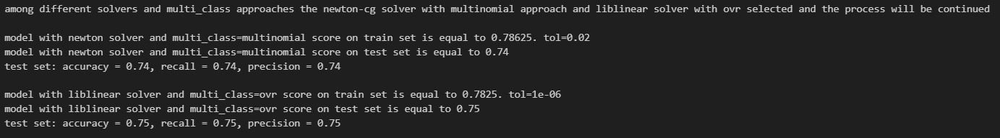 among different solvers and multi_class approaches the newton-cg solver with multinomial approach and liblinear solver with ovr selected and the process will be continued
model with newton solver and multi_class=multinomial score on train set is equal to 0.78625. tol=0.02
model with newton solver and multi_class=multinomial score on test set is equal to 0.74
test set: accuracy = 0.74, recall = 0.74, precision = 0.74
model with liblinear solver and multi_class=ovr score on train set is equal to 0.7825. tol=1e-06
model with liblinear solver and multi_class=ovr score on test set is equal to 0.75
test set: accuracy = 0.75, recall = 0.75, precision = 0.75